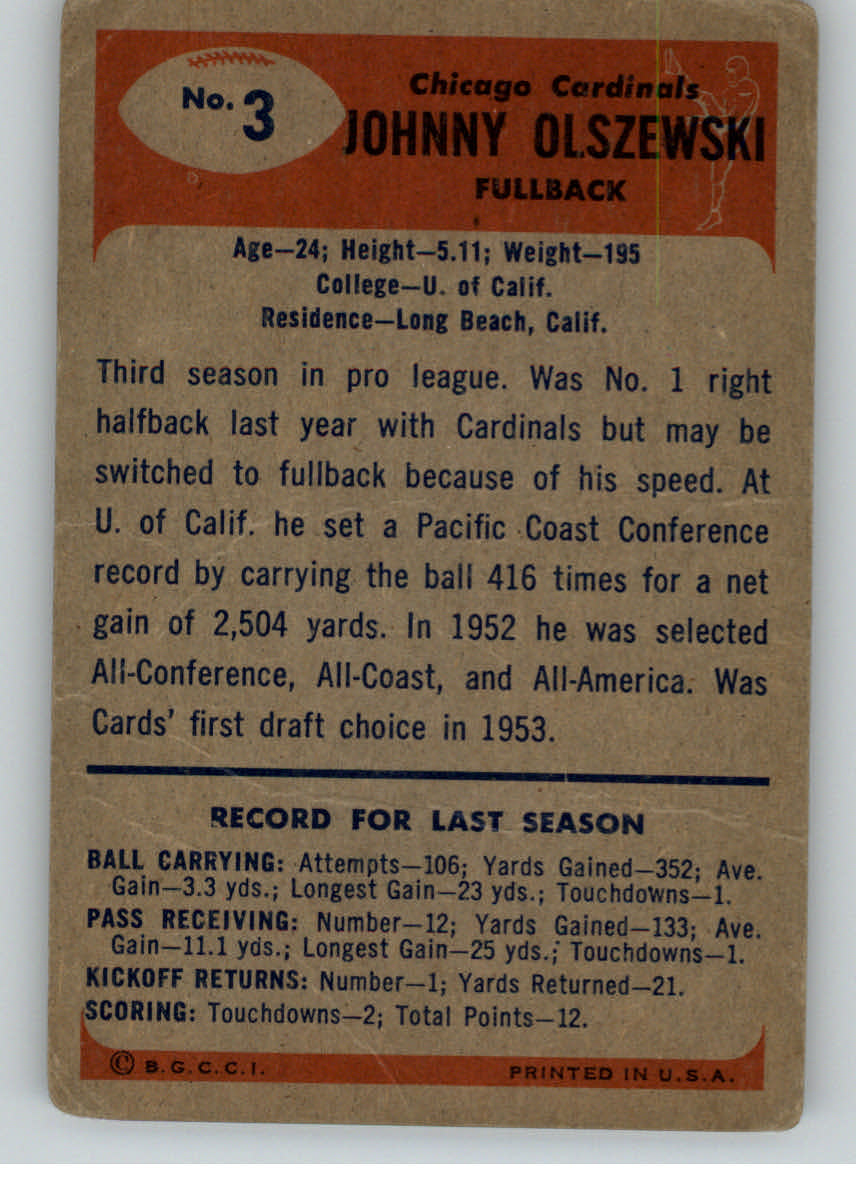 No. 3
Chicago Cardinals
JOHNNY OLSZEWSKI
FULLBACK
Age—24; Height—5.11; Weight—195
College—U. of Calif.
Residence—Long Beach, Calif.
Third season in pro league. Was No. 1 right
halfback last year with Cardinals but may be
switched to fullback because of his speed. At
U. of Calif. he set a Pacific Coast Conference
record by carrying the ball 416 times for a net
gain of 2,504 yards. In 1952 he was selected
All-Conference, All-Coast, and All-America. Was
Cards' first draft choice in 1953.
RECORD FOR LAST SEASON
BALL CARRYING: Attempts—106; Yards Gained—352; Ave.
Gain—3.3 yds.; Longest Gain—23 yds.; Touchdowns—1.
PASS RECEIVING: Number—12; Yards Gained—133; Ave.
Gain—11.1 yds.; Longest Gain—25 yds.; Touchdowns—1.
KICKOFF RETURNS: Number—1; Yards Returned—21.
SCORING: Touchdowns—2; Total Points—12.
© B.G.C.C.I.
PRINTED IN U.S.A.